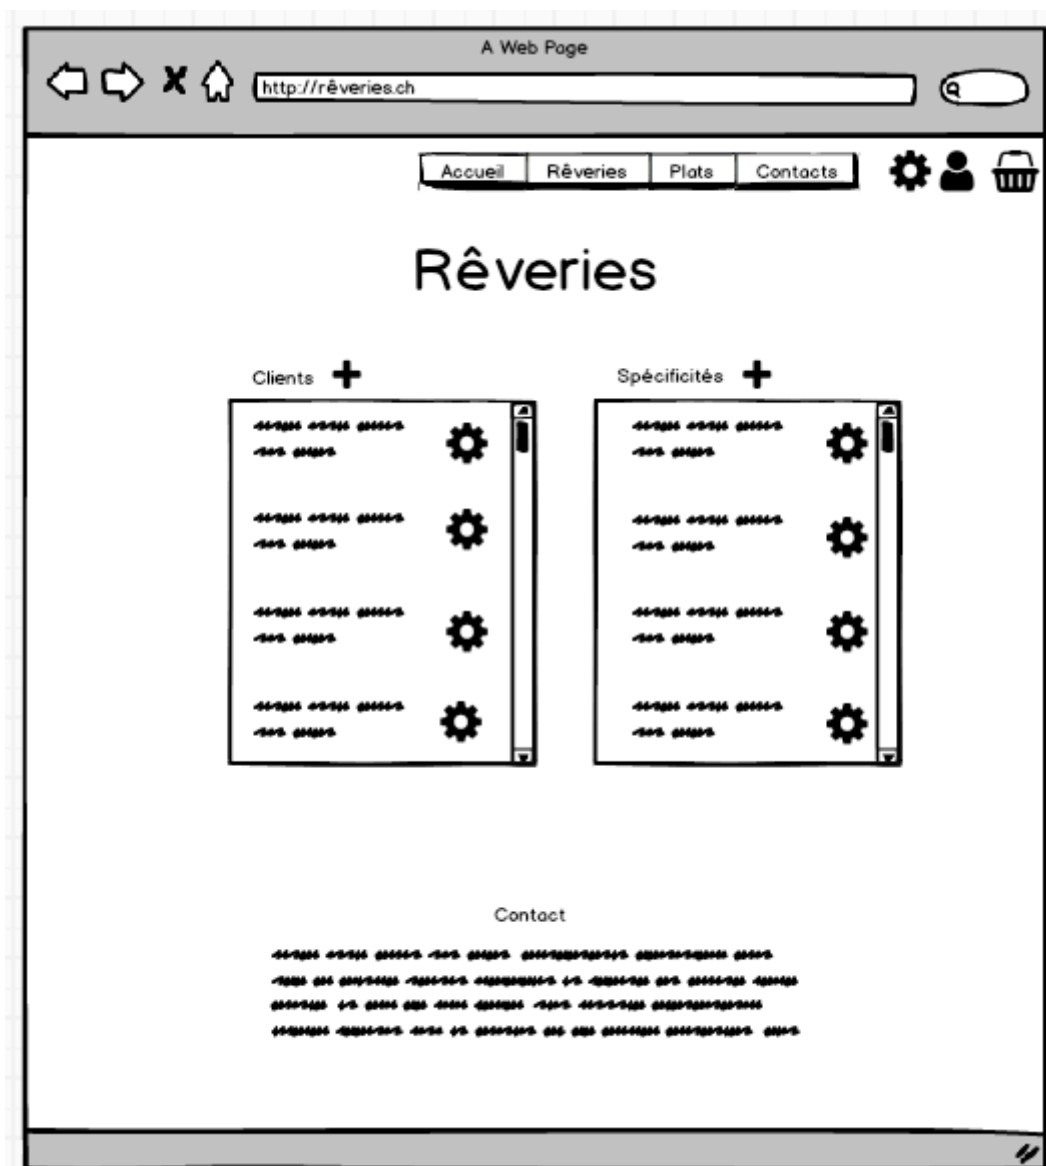 A Web Page
http://rêveries.ch
Accueil Rêveries Plats Contacts
Rêveries
Clients Spécificités
Contact